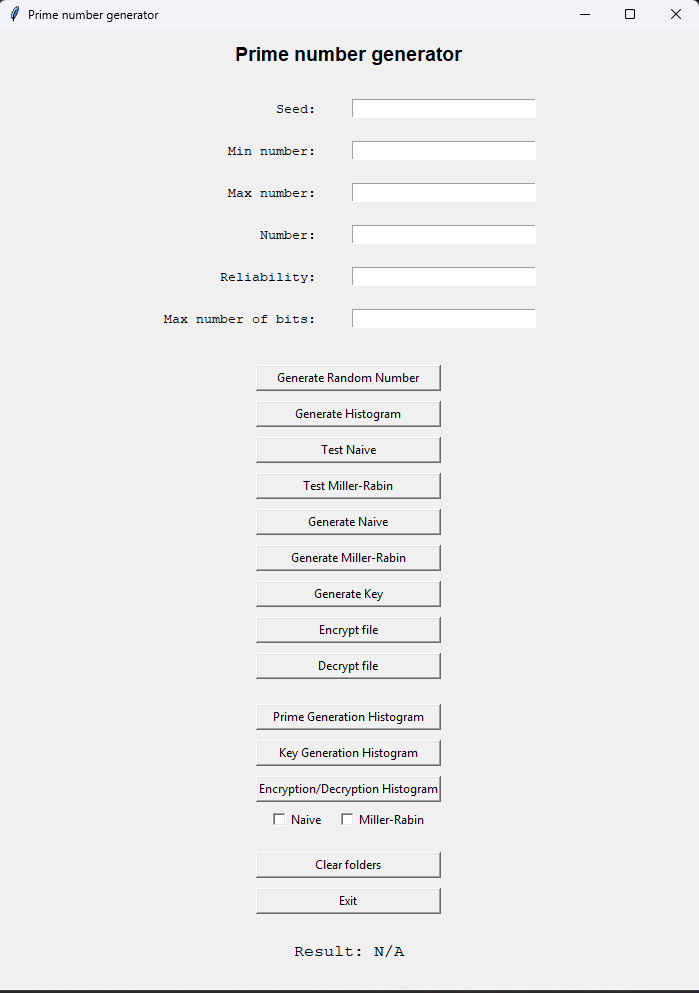 Prime number generator
Prime number generator
Seed:
Min number:
Max number:
Number:
Reliability:
Max number of bits:
Generate Random Number
Generate Histogram
Test Naive
Test Miller-Rabin
Generate Naive
Generate Miller-Rabin
Generate Key
Encrypt file
Decrypt file
Prime Generation Histogram
Key Generation Histogram
Encryption/Decryption Histogram
Naive Miller-Rabin
Clear folders
Exit
Result: N/A